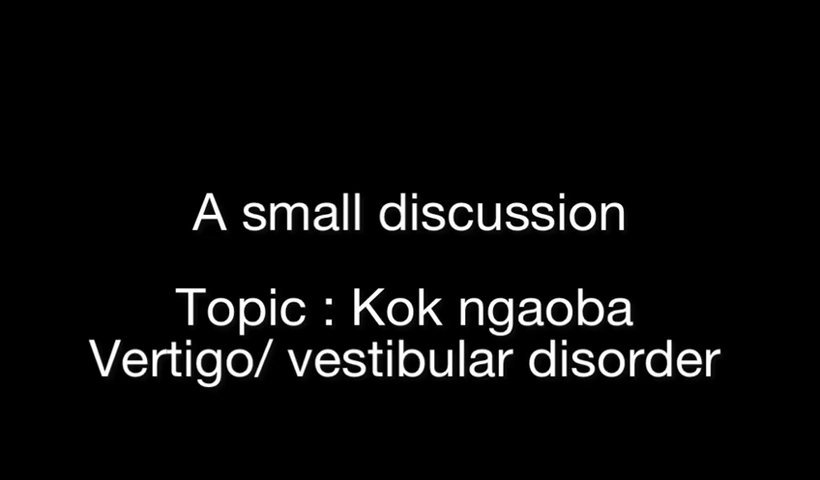 A small discussion
Topic : Kok ngaoba
Vertigo/ vestibular disorder